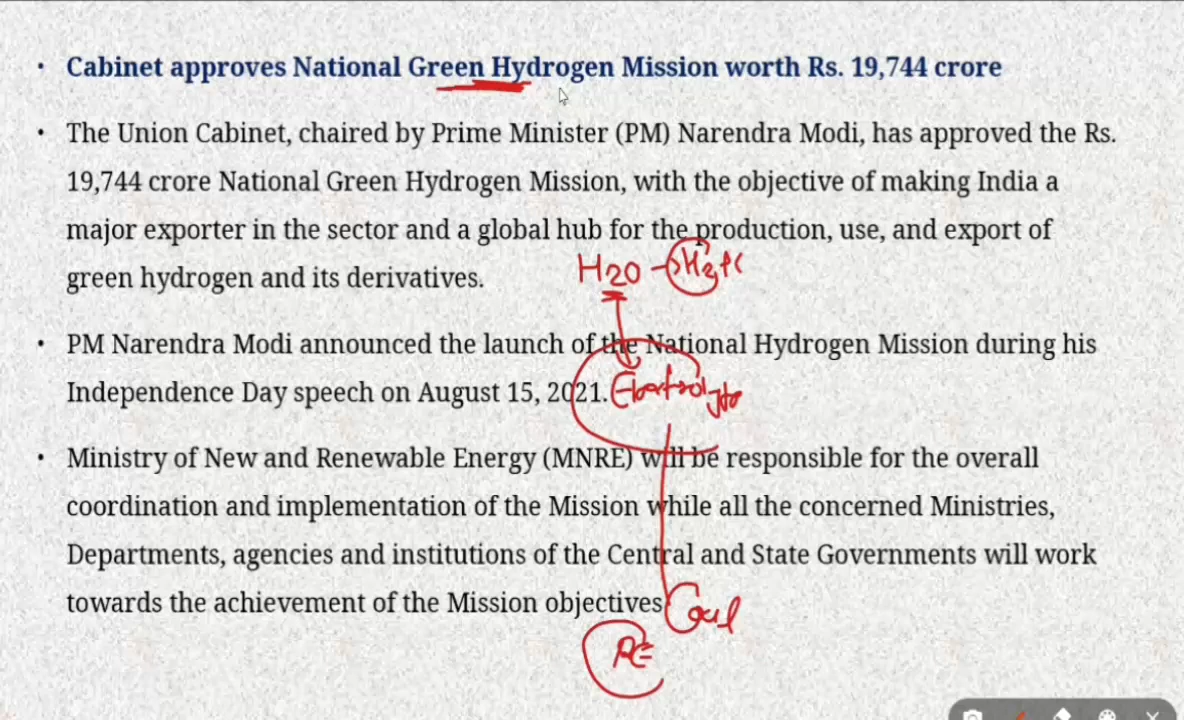 • Cabinet approves National Green Hydrogen Mission worth Rs. 19,744 crore
• The Union Cabinet, chaired by Prime Minister (PM) Narendra Modi, has approved the Rs.
19,744 crore National Green Hydrogen Mission, with the objective of making India a
major exporter in the sector and a global hub for the production, use, and export of
green hydrogen and its derivatives.
H2O → H2
• PM Narendra Modi announced the launch of the National Hydrogen Mission during his
Independence Day speech on August 15, 2021.
• Ministry of New and Renewable Energy (MNRE) will be responsible for the overall
coordination and implementation of the Mission while all the concerned Ministries,
Departments, agencies and institutions of the Central and State Governments will work
towards the achievement of the Mission objectives
Coal
RE